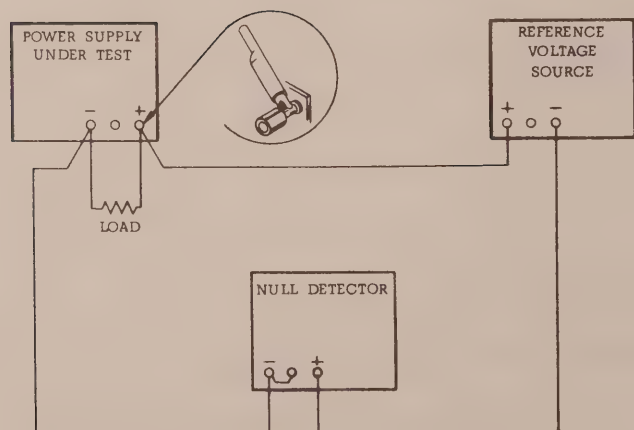 POWER SUPPLY
UNDER TEST
− +
LOAD
REFERENCE
VOLTAGE
SOURCE
+ −
NULL DETECTOR
− +